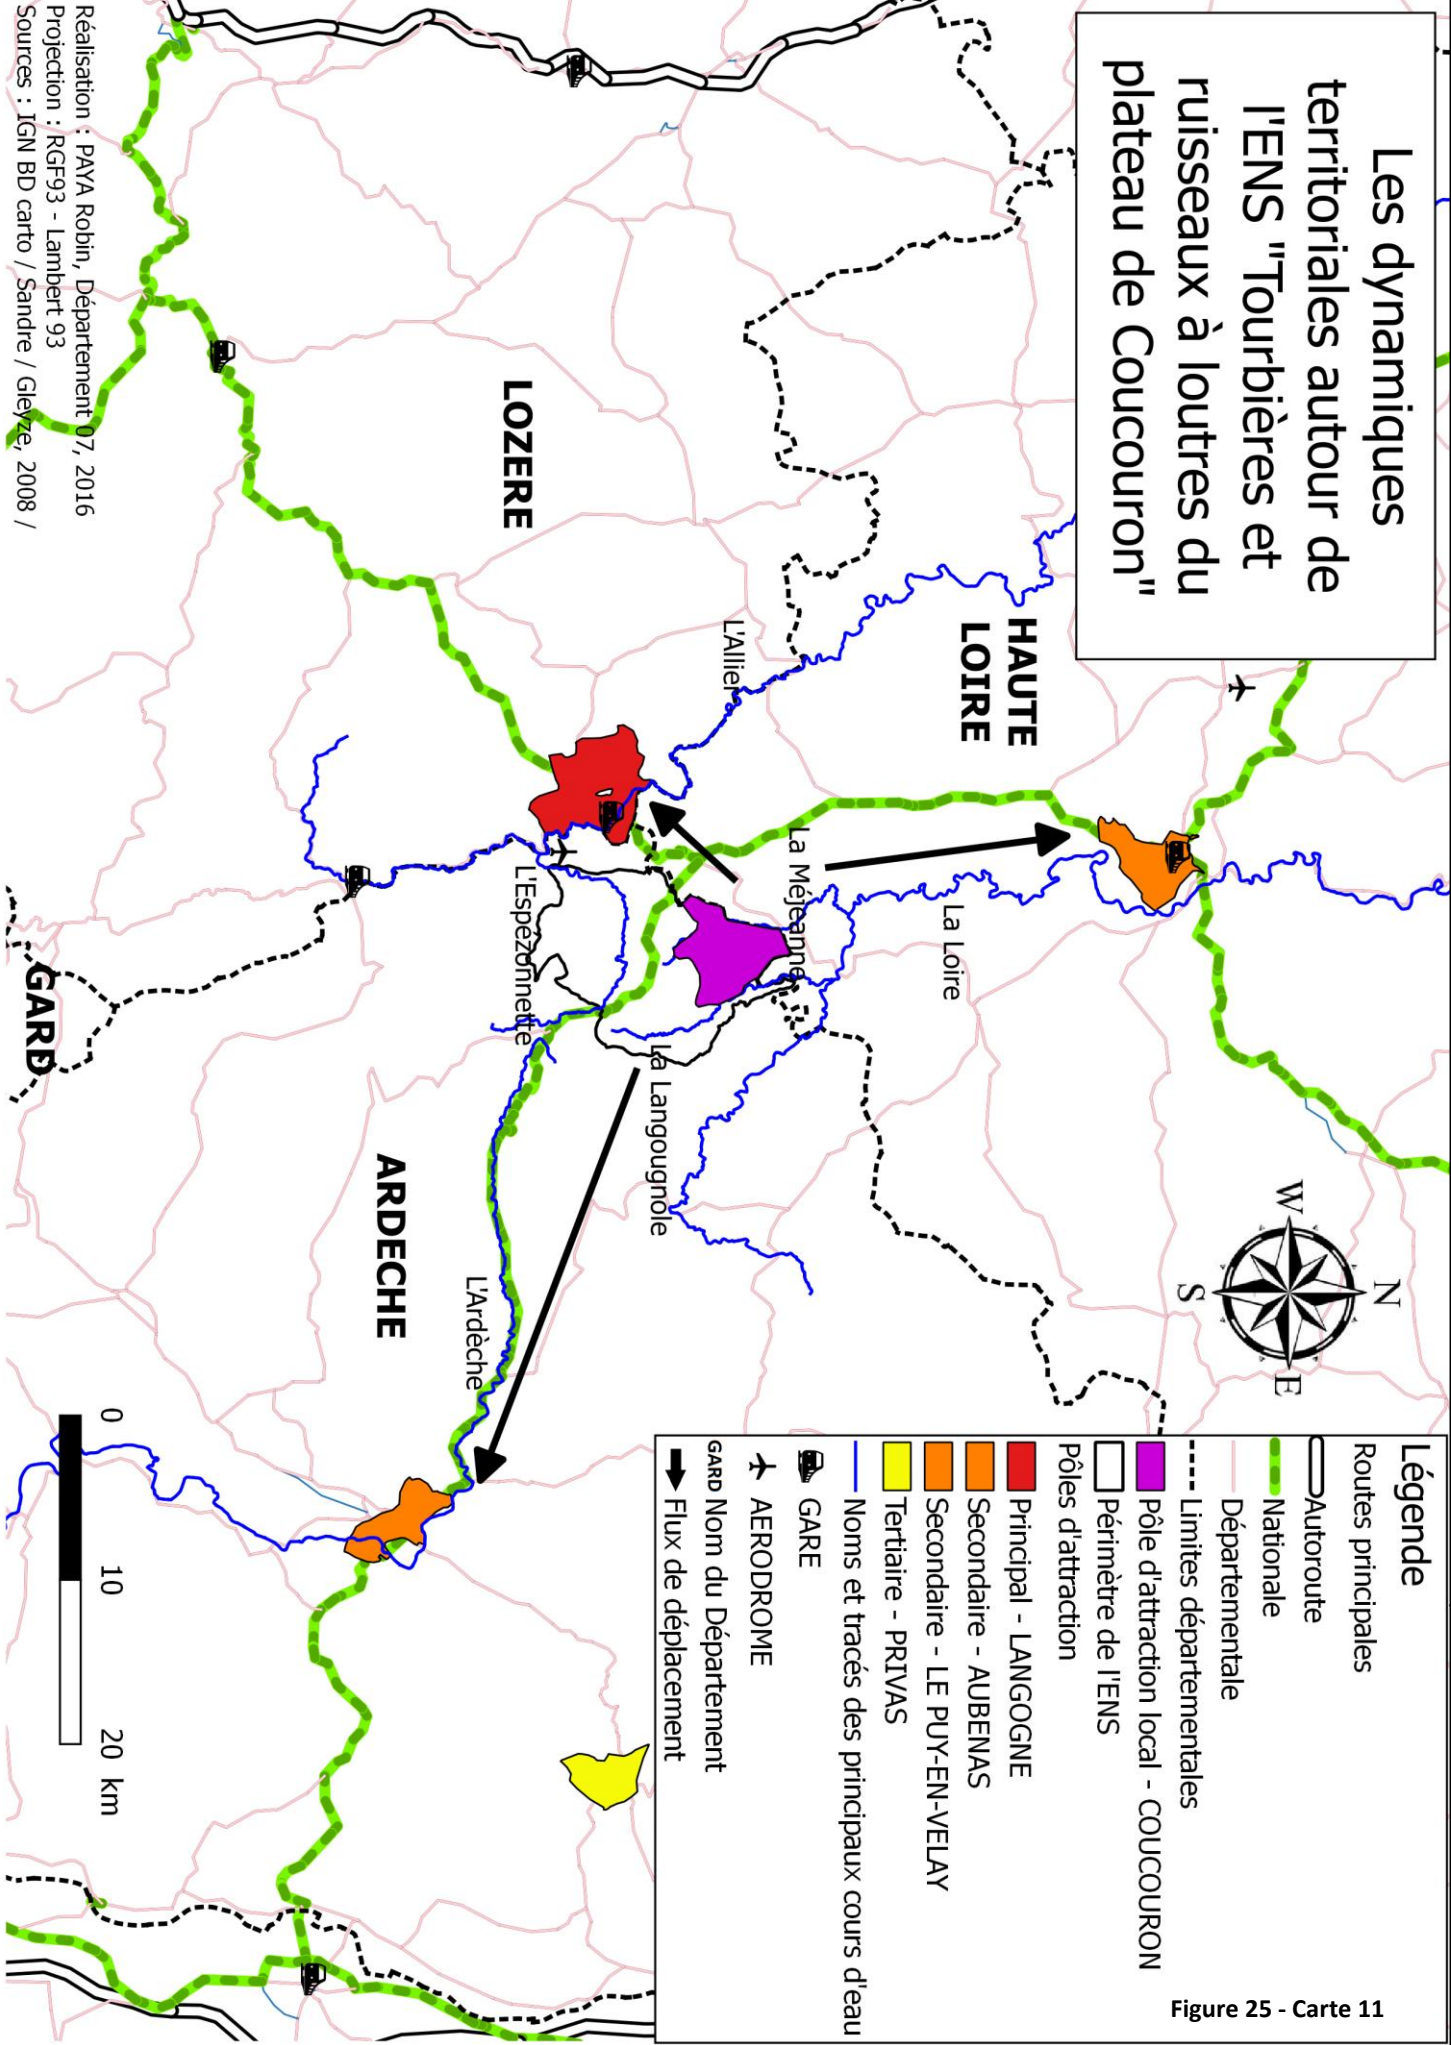 Les dynamiques
territoriales autour de
l'ENS "Tourbières et
ruisseaux à loutres du
plateau de Coucouron"
HAUTE
LOIRE
LOZERE
L'Allier
La Méjeanne
La Loire
L'Espézonnette
La Langougnole
GARD
ARDECHE
L'Ardèche
N
W
E
S
Légende
Routes principales
Autoroute
Nationale
Départementale
Limites départementales
Pôle d'attraction local - COUCOURON
Périmètre de l'ENS
Pôles d'attraction
Principal - LANGOGNE
Secondaire - AUBENAS
Secondaire - LE PUY-EN-VELAY
Tertiaire - PRIVAS
Noms et tracés des principaux cours d'eau
GARE
AERODROME
GARD Nom du Département
Flux de déplacement
0 10 20 km
Réalisation : PAYA Robin, Département 07, 2016
Projection : RGF93 - Lambert 93
Sources : IGN BD carto / Sandre / Gleyze, 2008 /
Figure 25 - Carte 11